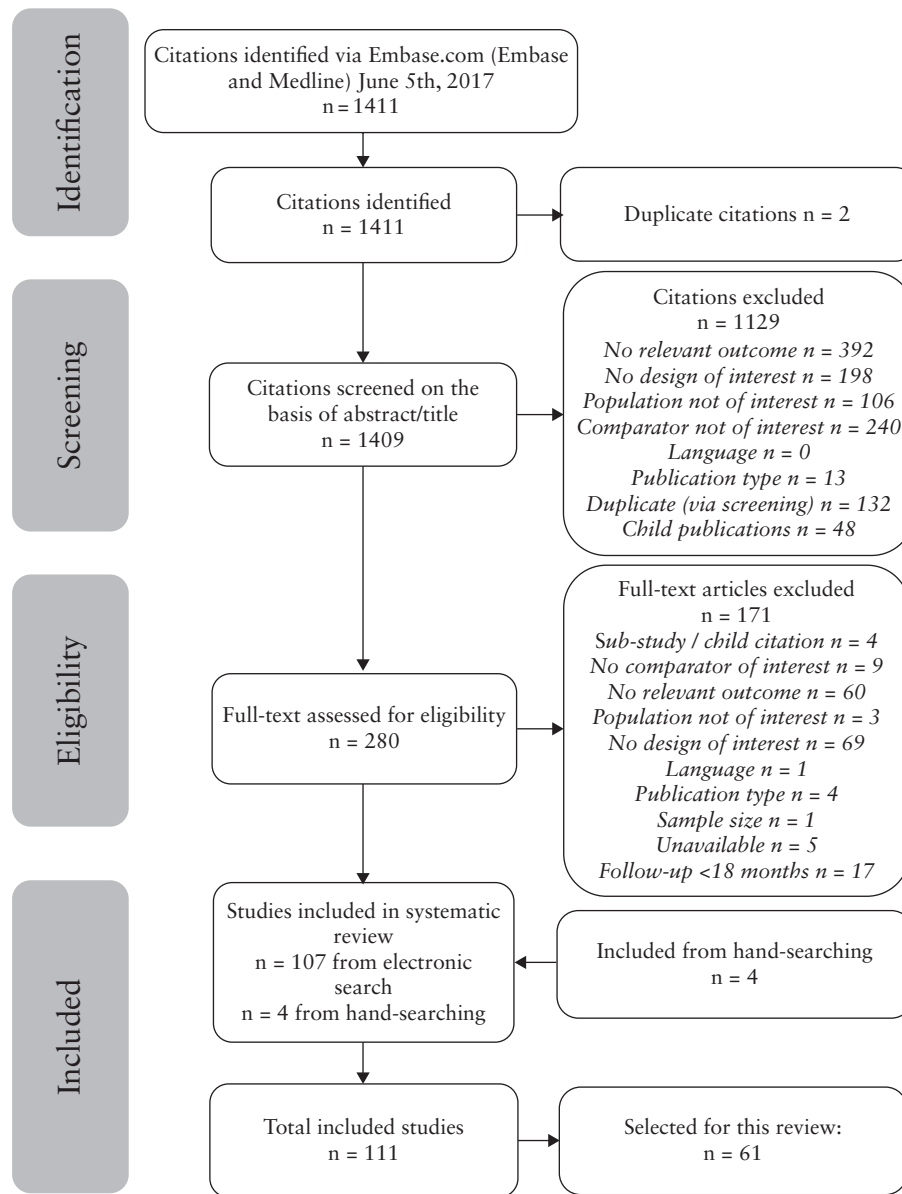 Identification
Citations identified via Embase.com (Embase
and Medline) June 5th, 2017
n = 1411
Citations identified
n = 1411
Duplicate citations n = 2
Screening
Citations screened on the
basis of abstract/title
n = 1409
Citations excluded
n = 1129
No relevant outcome n = 392
No design of interest n = 198
Population not of interest n = 106
Comparator not of interest n = 240
Language n = 0
Publication type n = 13
Duplicate (via screening) n = 132
Child publications n = 48
Eligibility
Full-text assessed for eligibility
n = 280
Full-text articles excluded
n = 171
Sub-study / child citation n = 4
No comparator of interest n = 9
No relevant outcome n = 60
Population not of interest n = 3
No design of interest n = 69
Language n = 1
Publication type n = 4
Sample size n = 1
Unavailable n = 5
Follow-up <18 months n = 17
Included
Studies included in systematic
review
n = 107 from electronic
search
n = 4 from hand-searching
Included from hand-searching
n = 4
Total included studies
n = 111
Selected for this review:
n = 61